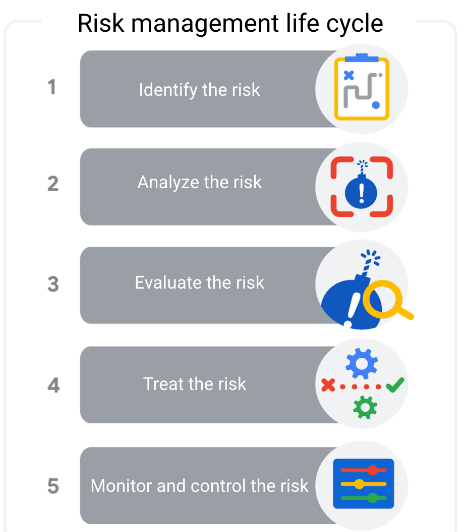 Risk management life cycle
1
Identify the risk
2
Analyze the risk
3
Evaluate the risk
4
Treat the risk
5
Monitor and control the risk